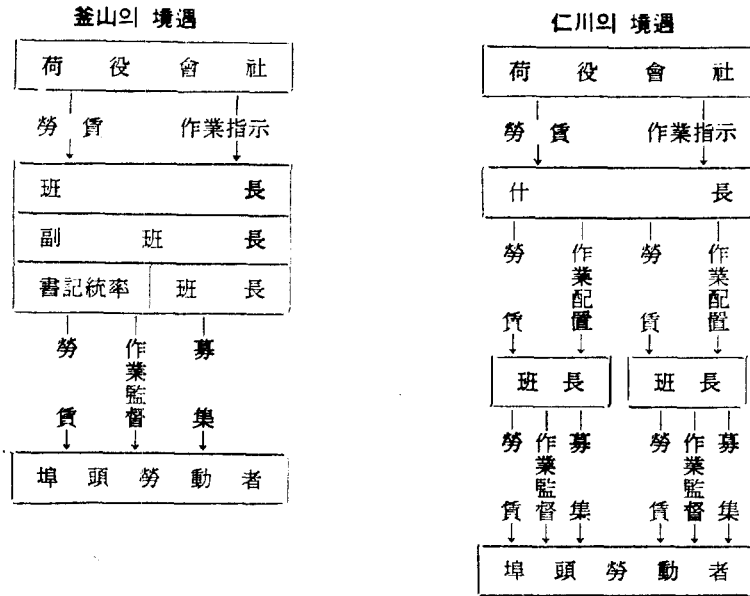 釜山의 境遇
荷役會社
勞賃 作業指示
班長
副班長
書記統率 班長
勞賃 作業監督 募集
埠頭勞動者
仁川의 境遇
荷役會社
勞賃 作業指示
什長
勞賃 作業配置 勞賃 作業配置
班長 班長
勞賃 作業監督 募集 勞賃 作業監督 募集
埠頭勞動者